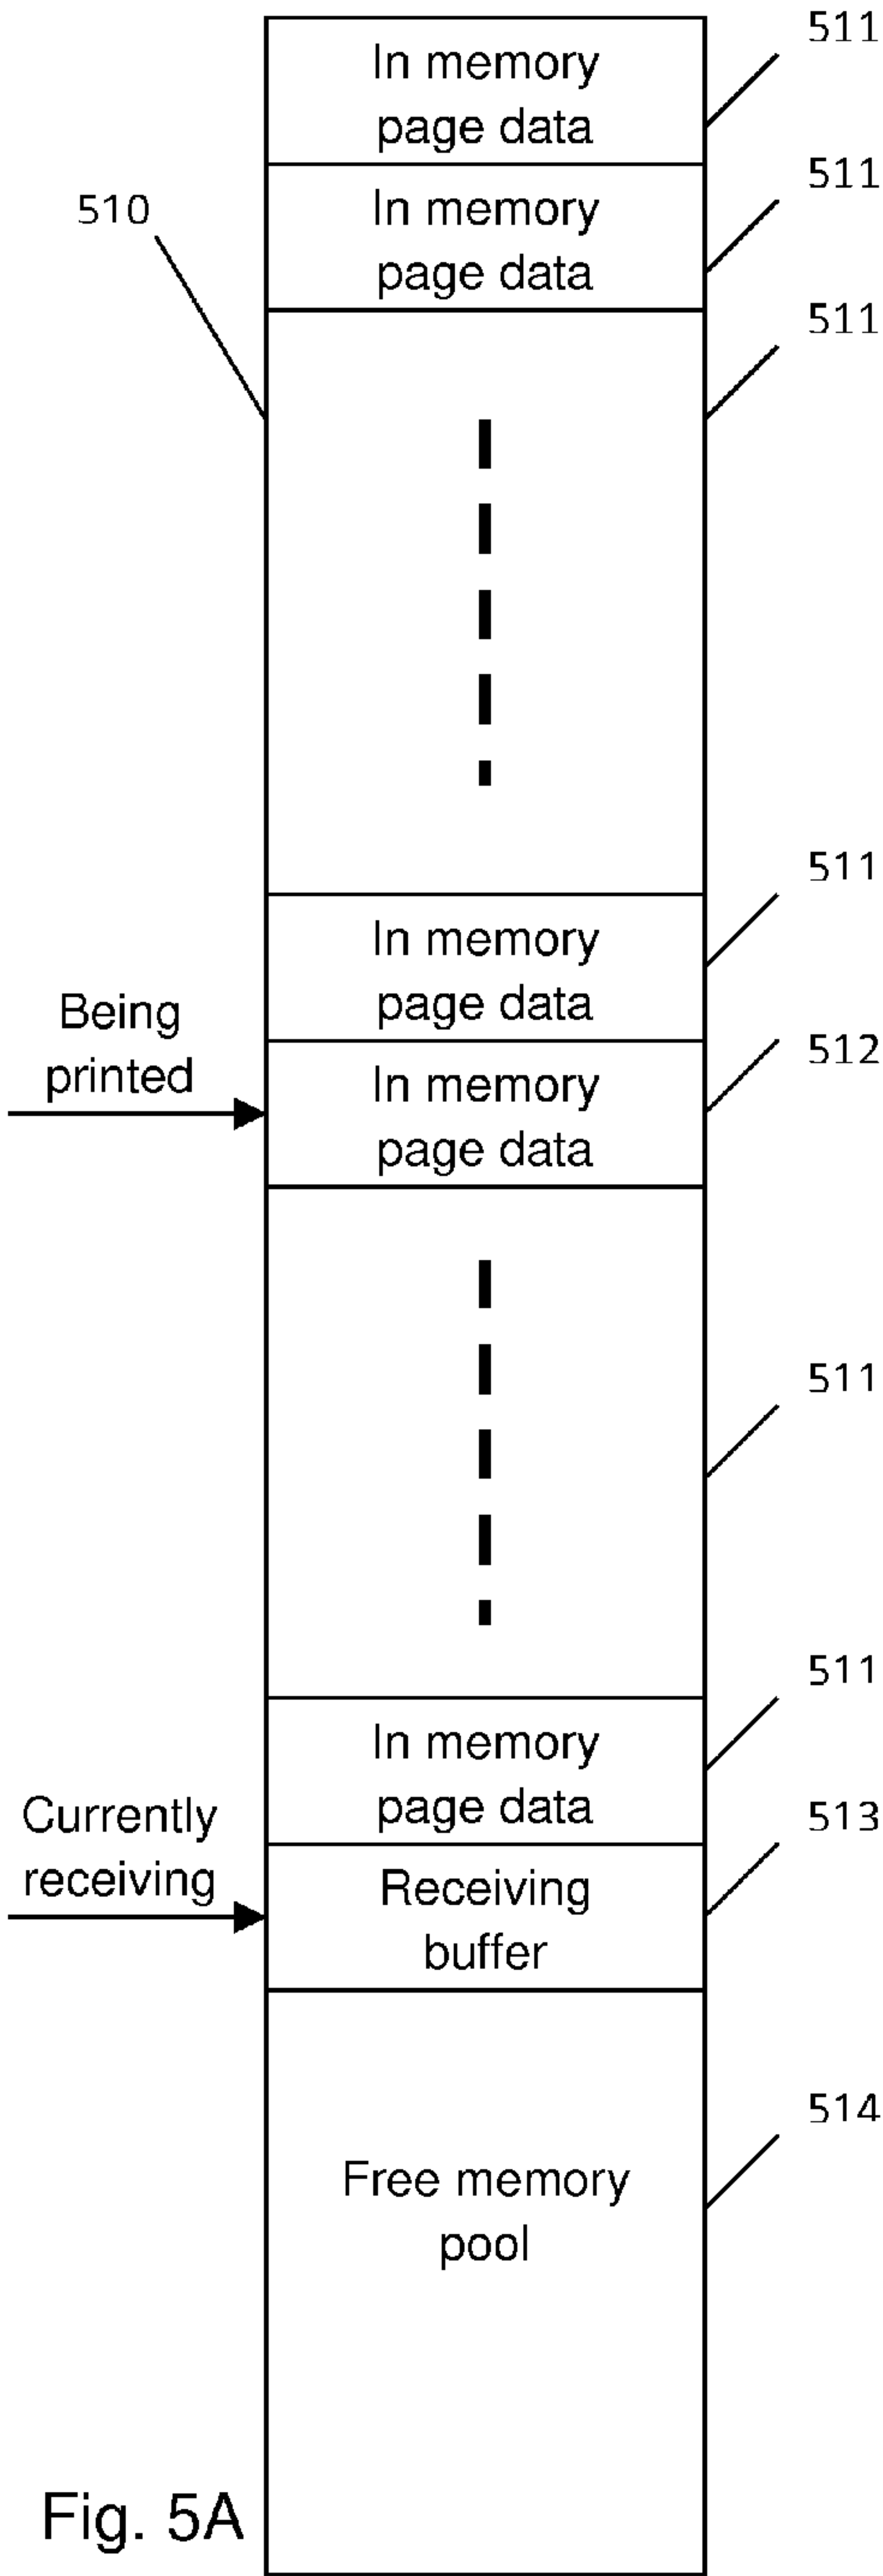 511
In memory
page data
511
In memory
page data
510
511
511
In memory
page data
Being
printed
512
In memory
page data
511
511
In memory
page data
Currently
receiving
513
Receiving
buffer
514
Free memory
pool
Fig. 5A